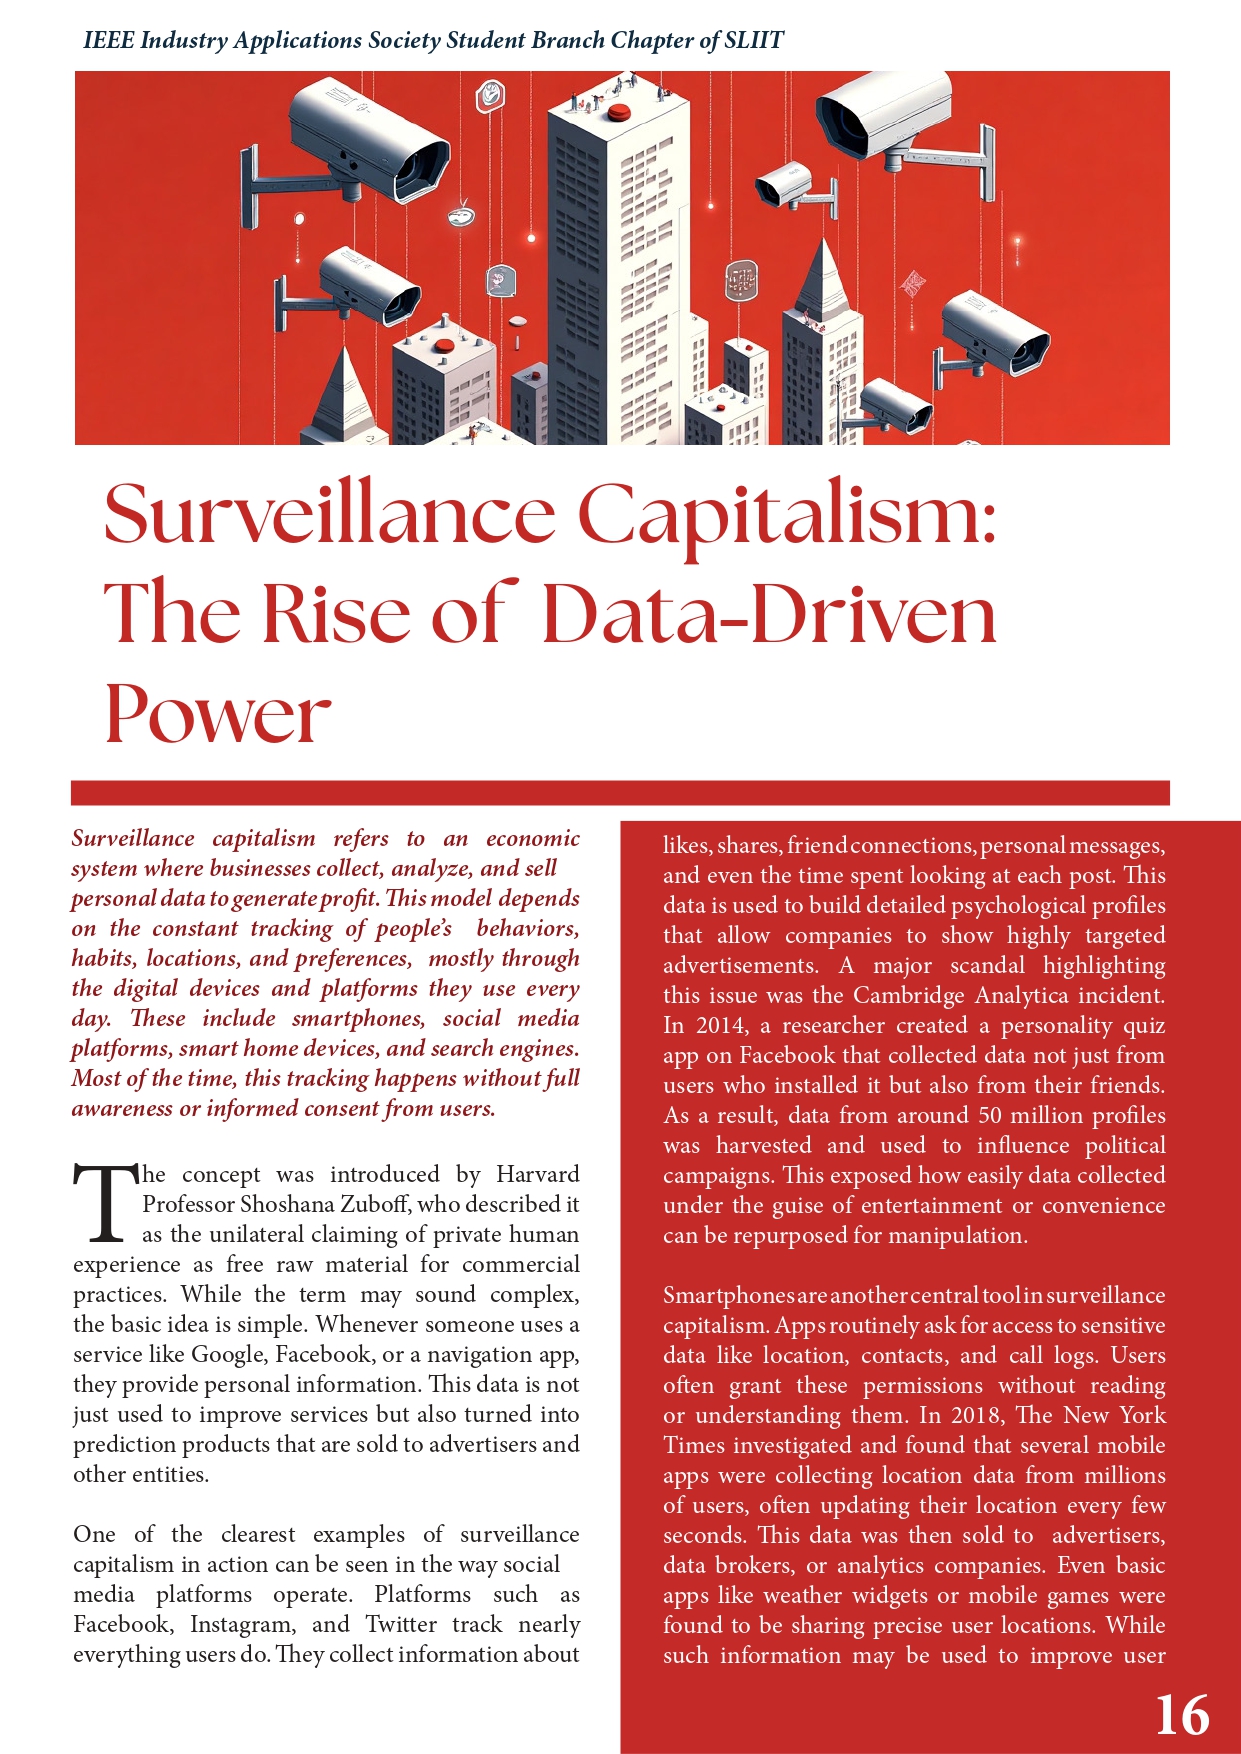 IEEE Industry Applications Society Student Branch Chapter of SLIIT
Surveillance Capitalism:
The Rise of Data-Driven
Power
Surveillance capitalism refers to an economic
system where businesses collect, analyze, and sell
personal data to generate profit. This model depends
on the constant tracking of people’s behaviors,
habits, locations, and preferences, mostly through
the digital devices and platforms they use every
day. These include smartphones, social media
platforms, smart home devices, and search engines.
Most of the time, this tracking happens without full
awareness or informed consent from users.
The concept was introduced by Harvard
Professor Shoshana Zuboff, who described it
as the unilateral claiming of private human
experience as free raw material for commercial
practices. While the term may sound complex,
the basic idea is simple. Whenever someone uses a
service like Google, Facebook, or a navigation app,
they provide personal information. This data is not
just used to improve services but also turned into
prediction products that are sold to advertisers and
other entities.
One of the clearest examples of surveillance
capitalism in action can be seen in the way social
media platforms operate. Platforms such as
Facebook, Instagram, and Twitter track nearly
everything users do. They collect information about
likes, shares, friend connections, personal messages,
and even the time spent looking at each post. This
data is used to build detailed psychological profiles
that allow companies to show highly targeted
advertisements. A major scandal highlighting
this issue was the Cambridge Analytica incident.
In 2014, a researcher created a personality quiz
app on Facebook that collected data not just from
users who installed it but also from their friends.
As a result, data from around 50 million profiles
was harvested and used to influence political
campaigns. This exposed how easily data collected
under the guise of entertainment or convenience
can be repurposed for manipulation.
Smartphones are another central tool in surveillance
capitalism. Apps routinely ask for access to sensitive
data like location, contacts, and call logs. Users
often grant these permissions without reading
or understanding them. In 2018, The New York
Times investigated and found that several mobile
apps were collecting location data from millions
of users, often updating their location every few
seconds. This data was then sold to advertisers,
data brokers, or analytics companies. Even basic
apps like weather widgets or mobile games were
found to be sharing precise user locations. While
such information may be used to improve user
16